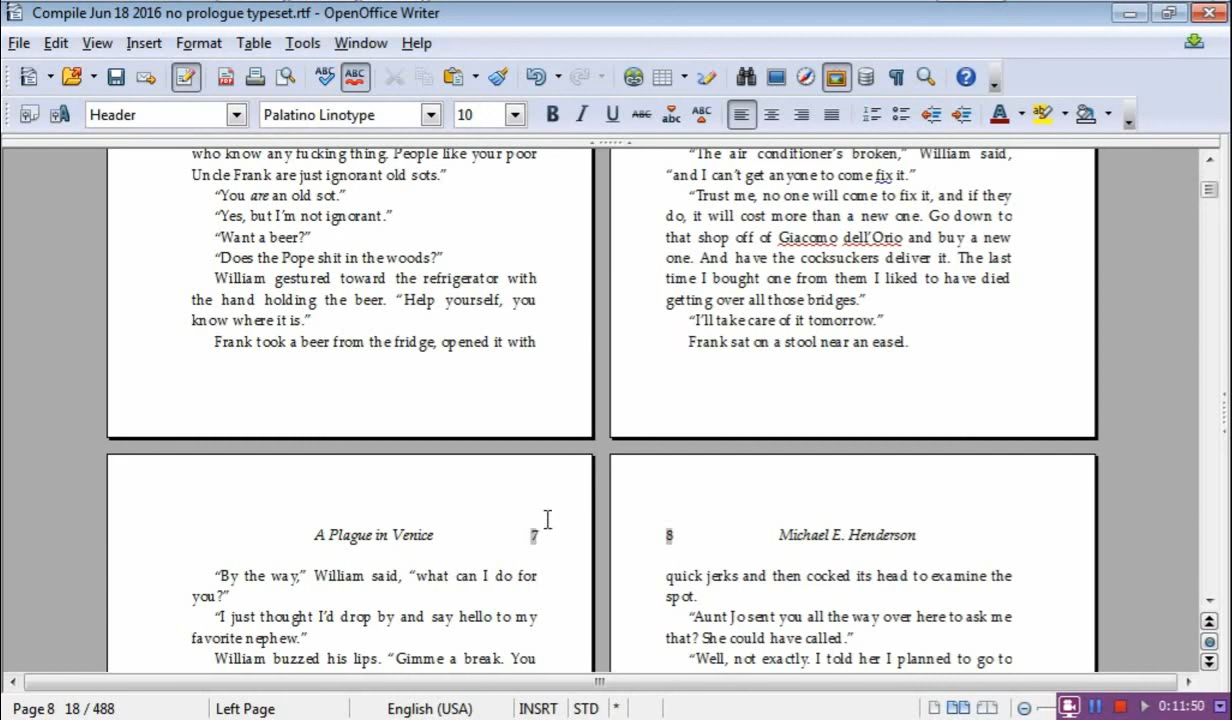 Compile Jun 18 2016 no prologue typeset.rtf - OpenOffice Writer
File Edit View Insert Format Table Tools Window Help
Header Palatino Linotype 10
who know any fucking thing. People like your poor
Uncle Frank are just ignorant old sots.”
“You are an old sot.”
“Yes, but I’m not ignorant.”
“Want a beer?”
“Does the Pope shit in the woods?”
William gestured toward the refrigerator with
the hand holding the beer. “Help yourself, you
know where it is.”
Frank took a beer from the fridge, opened it with
“The air conditioner’s broken,” William said,
“and I can’t get anyone to come fix it.”
“Trust me, no one will come to fix it, and if they
do, it will cost more than a new one. Go down to
that shop off of Giacomo dell’Orio and buy a new
one. And have the cocksuckers deliver it. The last
time I bought one from them I liked to have died
getting over all those bridges.”
“I’ll take care of it tomorrow.”
Frank sat on a stool near an easel.
A Plague in Venice 7
“By the way,” William said, “what can I do for
you?”
“I just thought I’d drop by and say hello to my
favorite nephew.”
William buzzed his lips. “Gimme a break. You
8 Michael E. Henderson
quick jerks and then cocked its head to examine the
spot.
“Aunt Jo sent you all the way over here to ask me
that? She could have called.”
“Well, not exactly. I told her I planned to go to
Page 8 18 / 488 Left Page English (USA) INSRT STD * 0:11:50